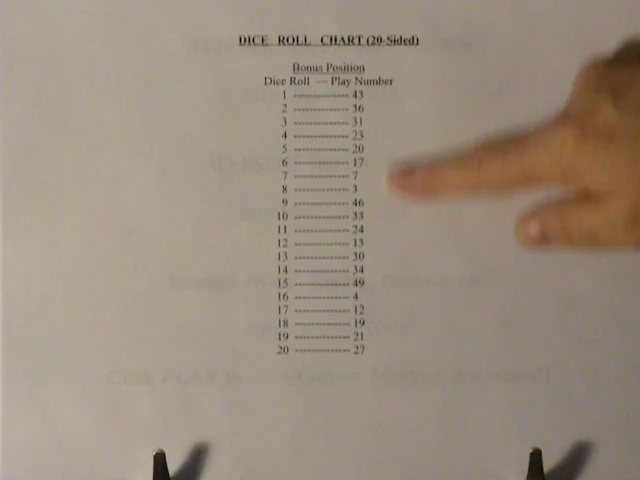 DICE ROLL CHART (20-Sided)
Bonus Position
Dice Roll --- Play Number
1 ---------------- 43
2 ---------------- 36
3 ---------------- 31
4 ---------------- 23
5 ---------------- 20
6 ---------------- 17
7 ---------------- 7
8 ---------------- 3
9 ---------------- 46
10 ---------------- 33
11 ---------------- 24
12 ---------------- 13
13 ---------------- 30
14 ---------------- 34
15 ---------------- 49
16 ---------------- 4
17 ---------------- 12
18 ---------------- 19
19 ---------------- 21
20 ---------------- 27